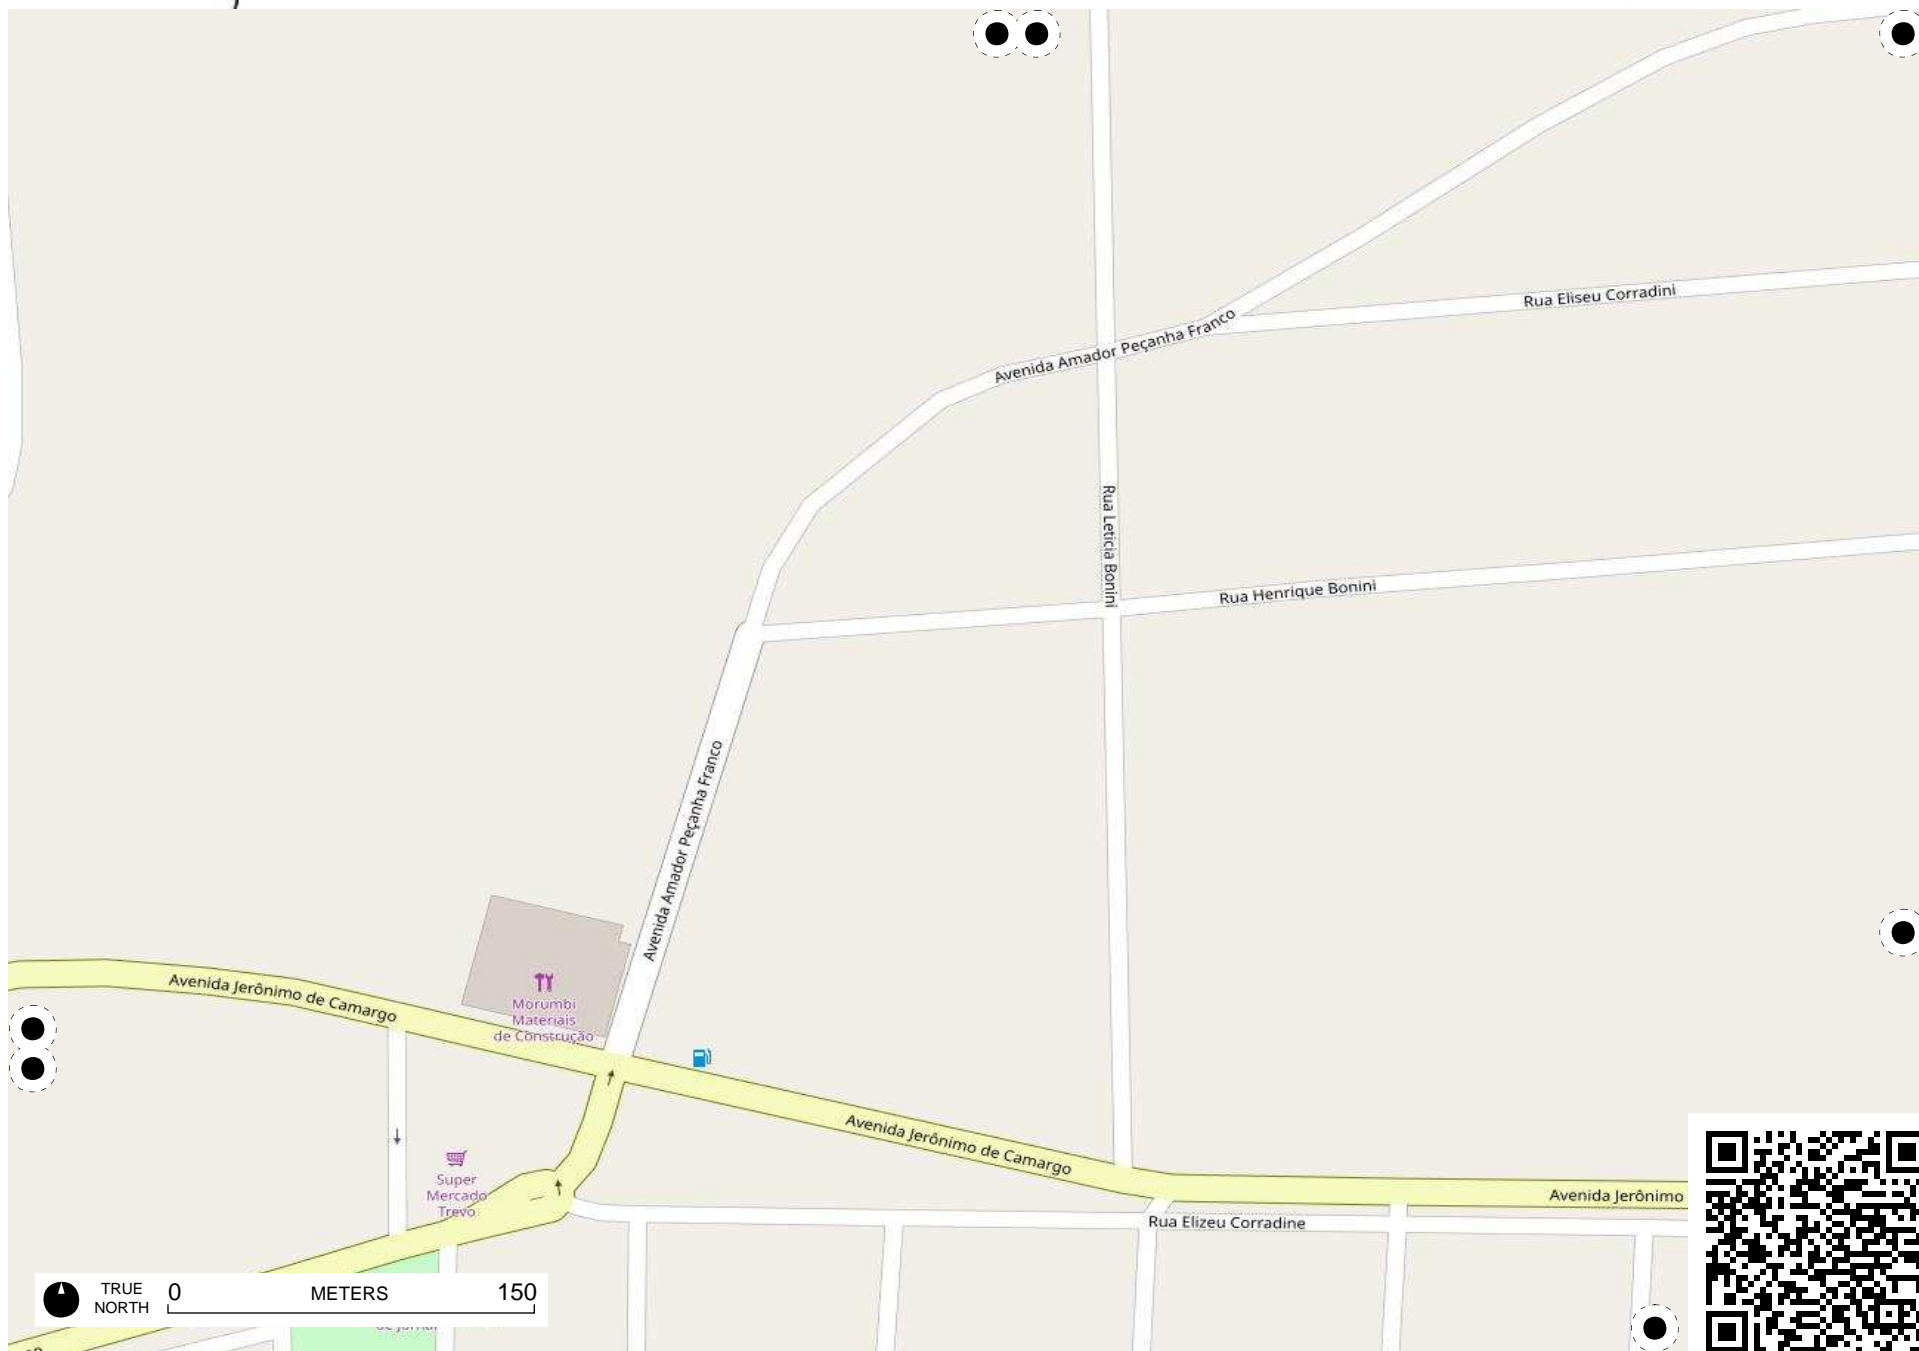 Rua Eliseu Corradini
Avenida Amador Peçanha Franco
Rua Leticia Bonini
Rua Henrique Bonini
Avenida Amador Peçanha Franco
Avenida Jerônimo de Camargo
Morumbi
Materiais
de Construção
Avenida Jerônimo de Camargo
Super
Mercado
Trevo
Avenida Jerônimo
Rua Elizeu Corradine
TRUE
NORTH
0
METERS
150